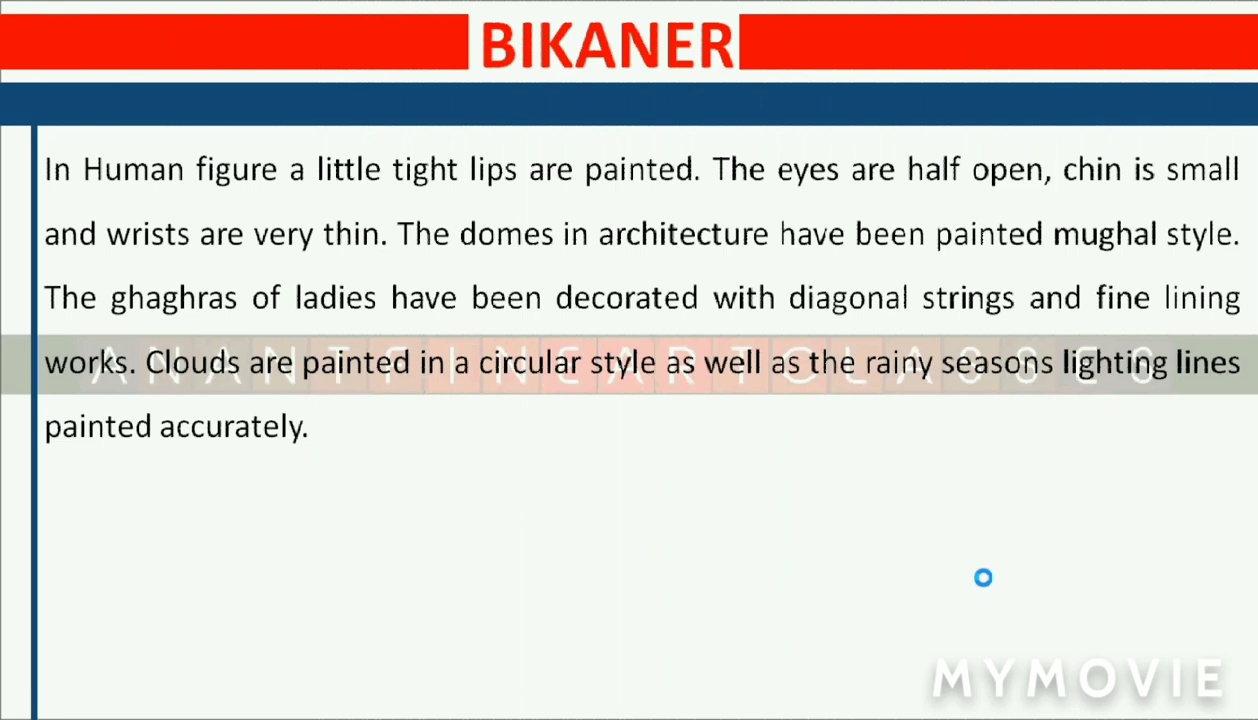 BIKANER
In Human figure a little tight lips are painted. The eyes are half open, chin is small
and wrists are very thin. The domes in architecture have been painted mughal style.
The ghaghras of ladies have been decorated with diagonal strings and fine lining
works. Clouds are painted in a circular style as well as the rainy seasons lighting lines
ANANTFINEARTCLASSES
painted accurately.
MYMOVIE